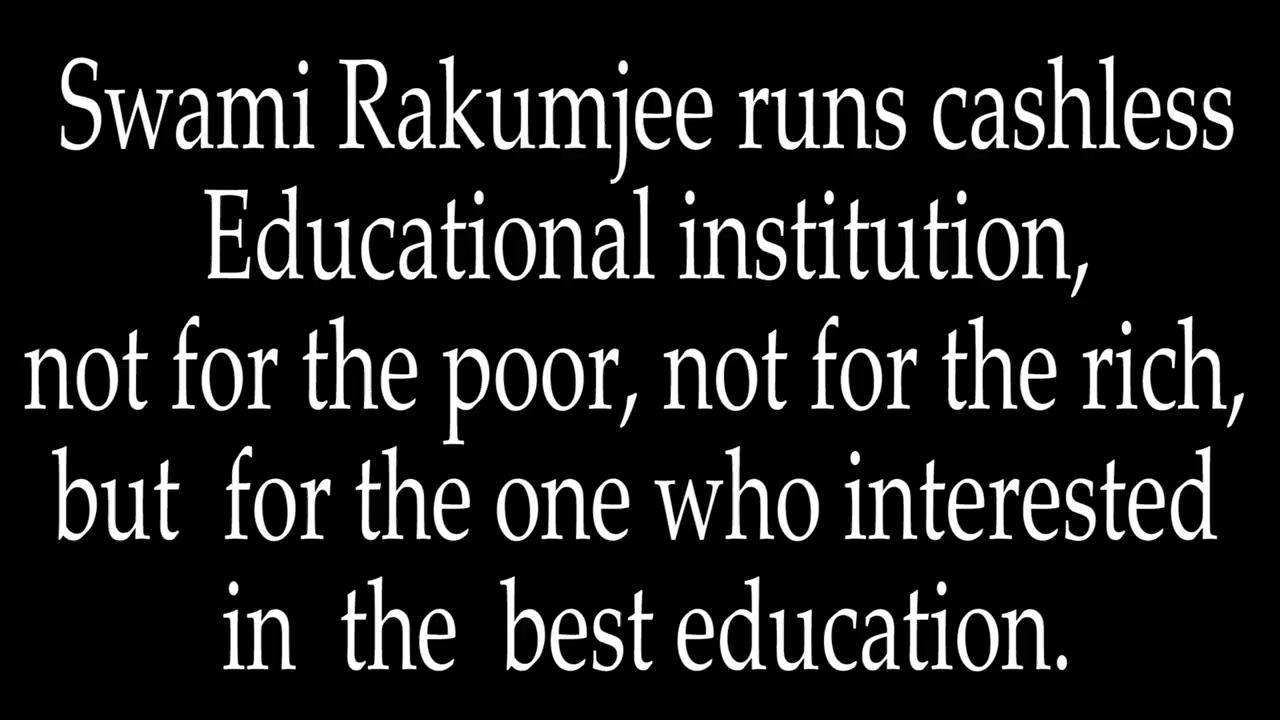 Swami Rakumjee runs cashless
Educational institution,
not for the poor, not for the rich,
but for the one who interested
in the best education.